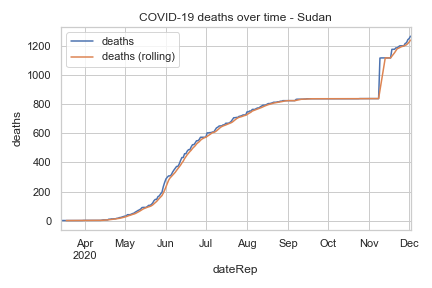 COVID-19 deaths over time - Sudan
deaths
deaths (rolling)
1200
1000
800
600
400
200
0
deaths
Apr May Jun Jul Aug Sep Oct Nov Dec
2020
dateRep